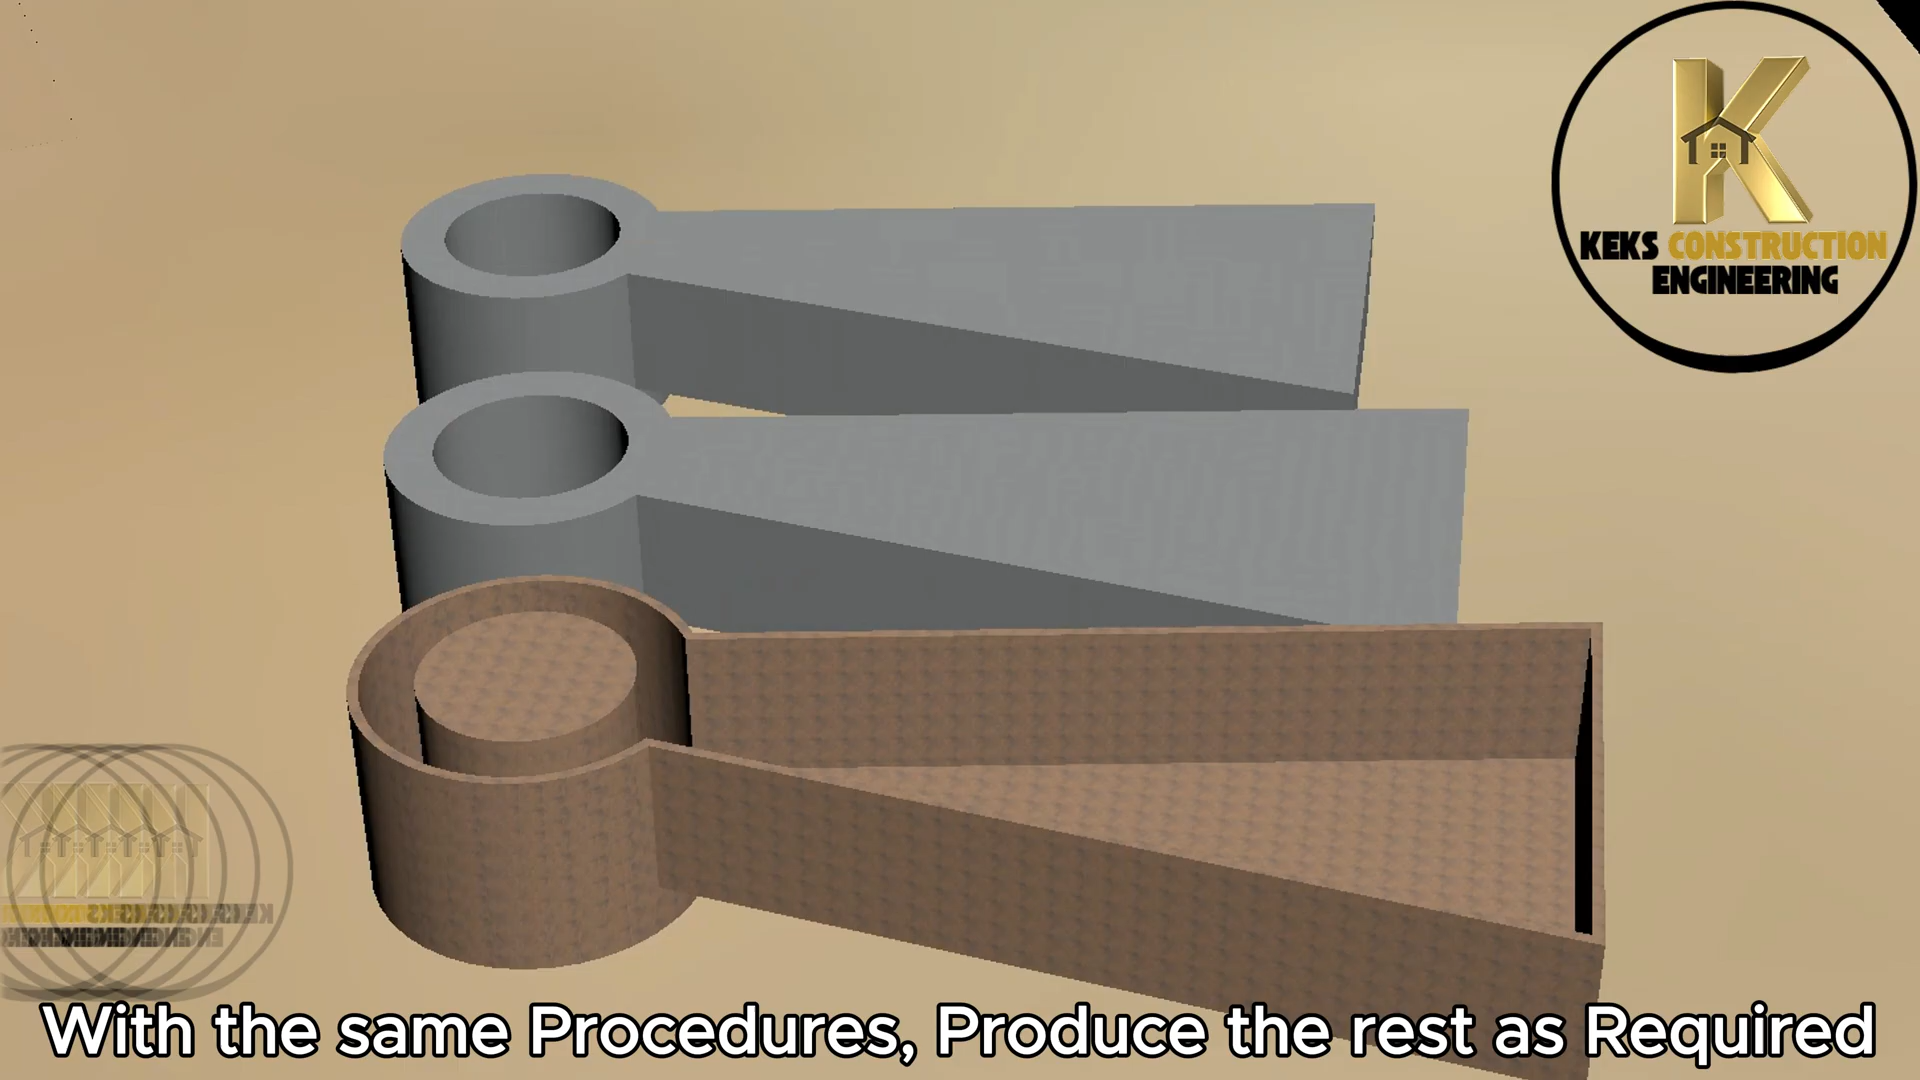 KEKS CONSTRUCTION
ENGINEERING
With the same Procedures, Produce the rest as Required